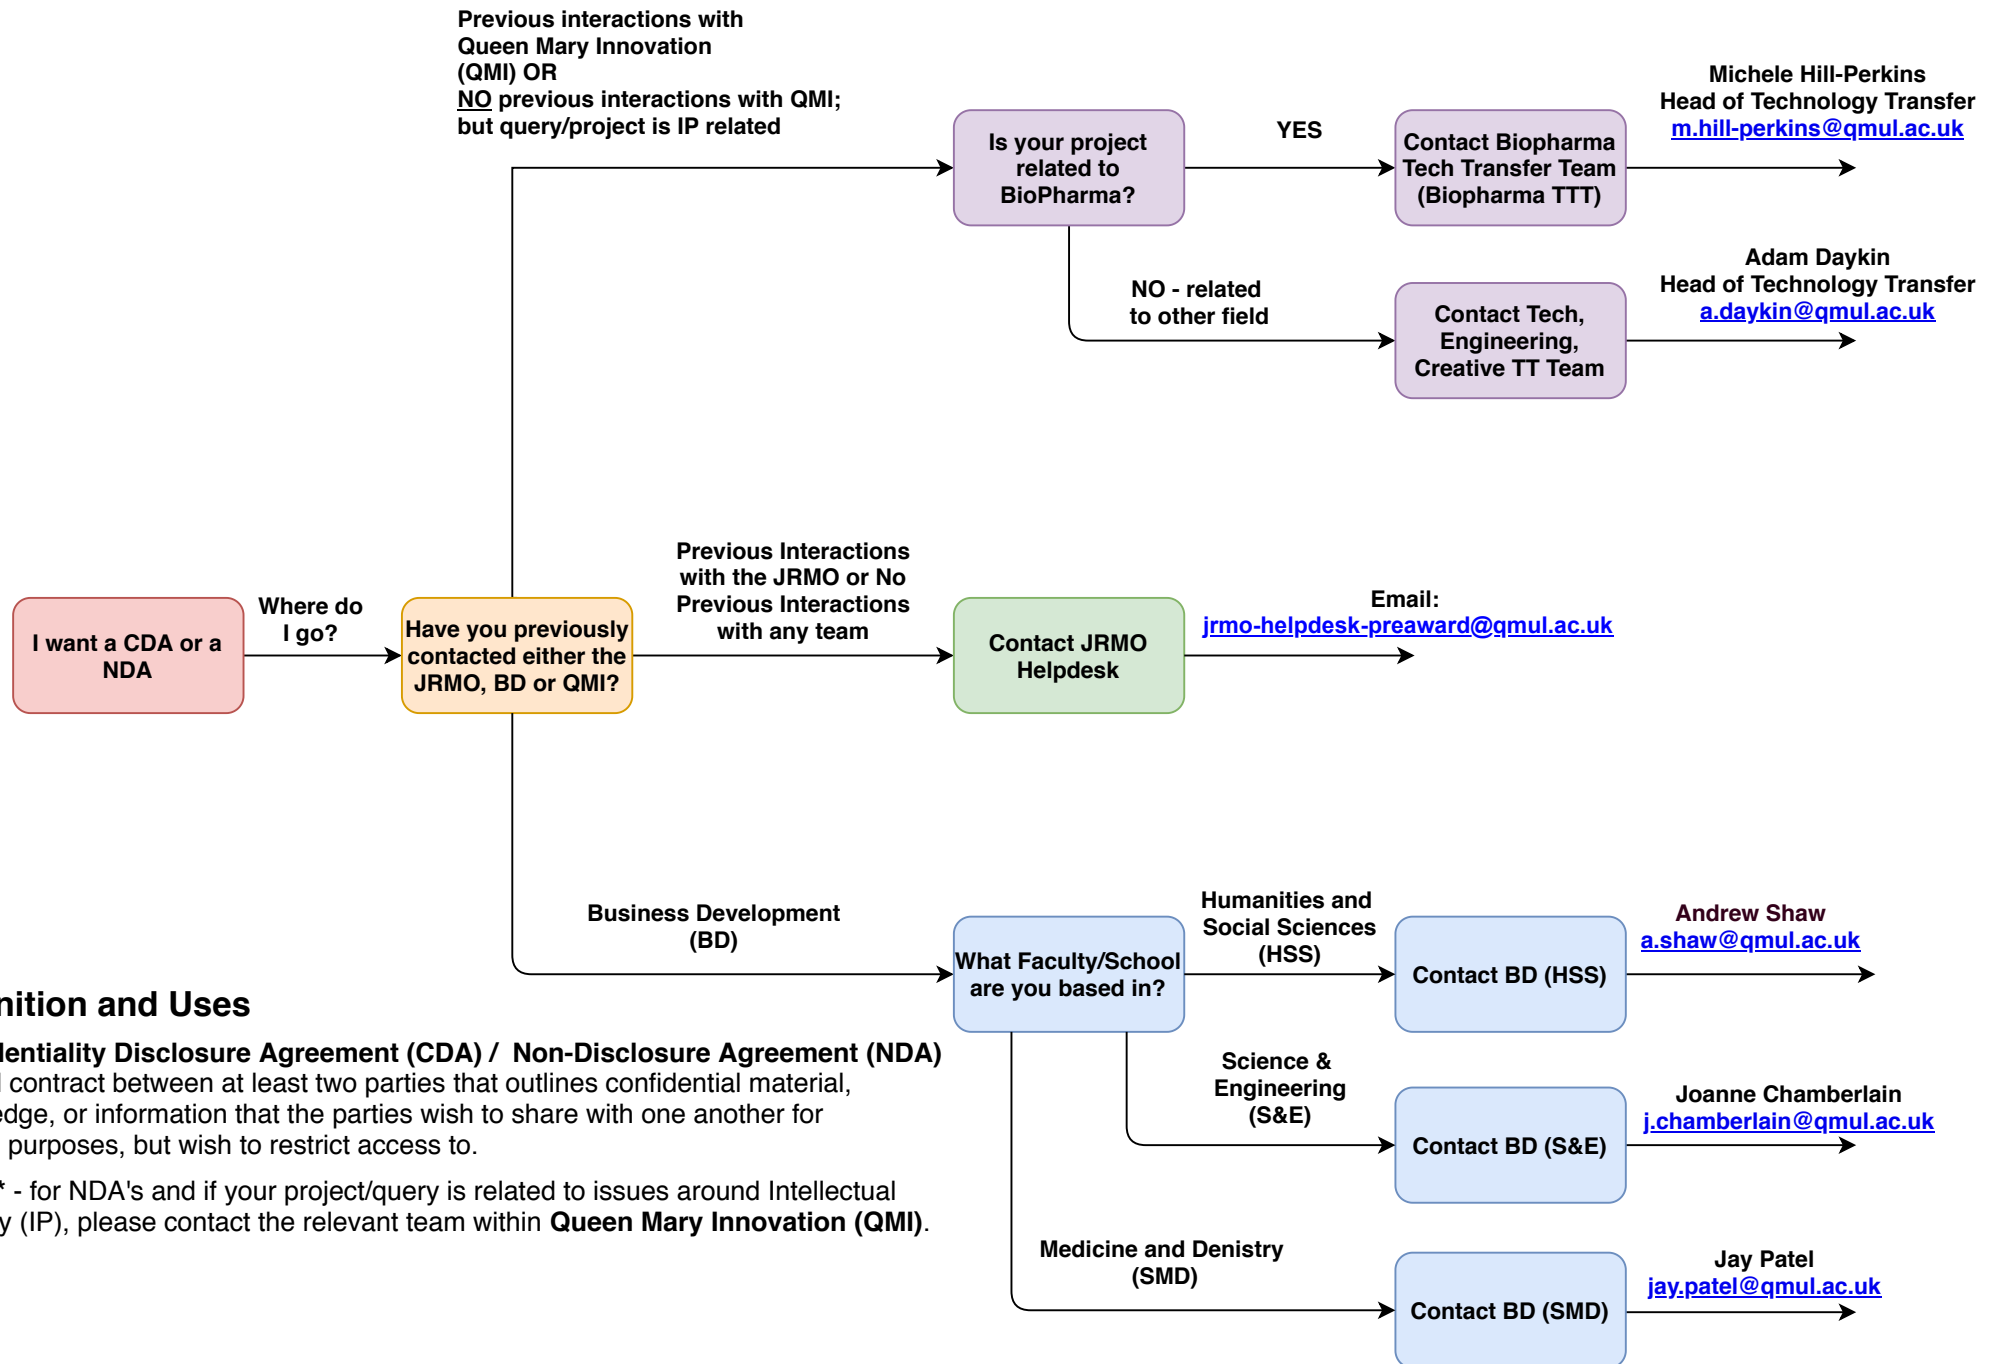 Previous interactions with
Queen Mary Innovation
(QMI) OR
NO previous interactions with QMI;
but query/project is IP related
Is your project
related to
BioPharma?
YES
Contact Biopharma
Tech Transfer Team
(Biopharma TTT)
Michele Hill-Perkins
Head of Technology Transfer
m.hill-perkins@qmul.ac.uk
NO - related
to other field
Contact Tech,
Engineering,
Creative TT Team
Adam Daykin
Head of Technology Transfer
a.daykin@qmul.ac.uk
I want a CDA or a
NDA
Where do
I go?
Have you previously
contacted either the
JRMO, BD or QMI?
Previous Interactions
with the JRMO or No
Previous Interactions
with any team
Contact JRMO
Helpdesk
Email:
jrmo-helpdesk-preaward@qmul.ac.uk
Business Development
(BD)
What Faculty/School
are you based in?
Humanities and
Social Sciences
(HSS)
Contact BD (HSS)
Andrew Shaw
a.shaw@qmul.ac.uk
Science &
Engineering
(S&E)
Contact BD (S&E)
Joanne Chamberlain
j.chamberlain@qmul.ac.uk
Medicine and Denistry
(SMD)
Contact BD (SMD)
Jay Patel
jay.patel@qmul.ac.uk
nition and Uses
dentiality Disclosure Agreement (CDA) / Non-Disclosure Agreement (NDA)
l contract between at least two parties that outlines confidential material,
edge, or information that the parties wish to share with one another for
purposes, but wish to restrict access to.
* - for NDA's and if your project/query is related to issues around Intellectual
y (IP), please contact the relevant team within Queen Mary Innovation (QMI).